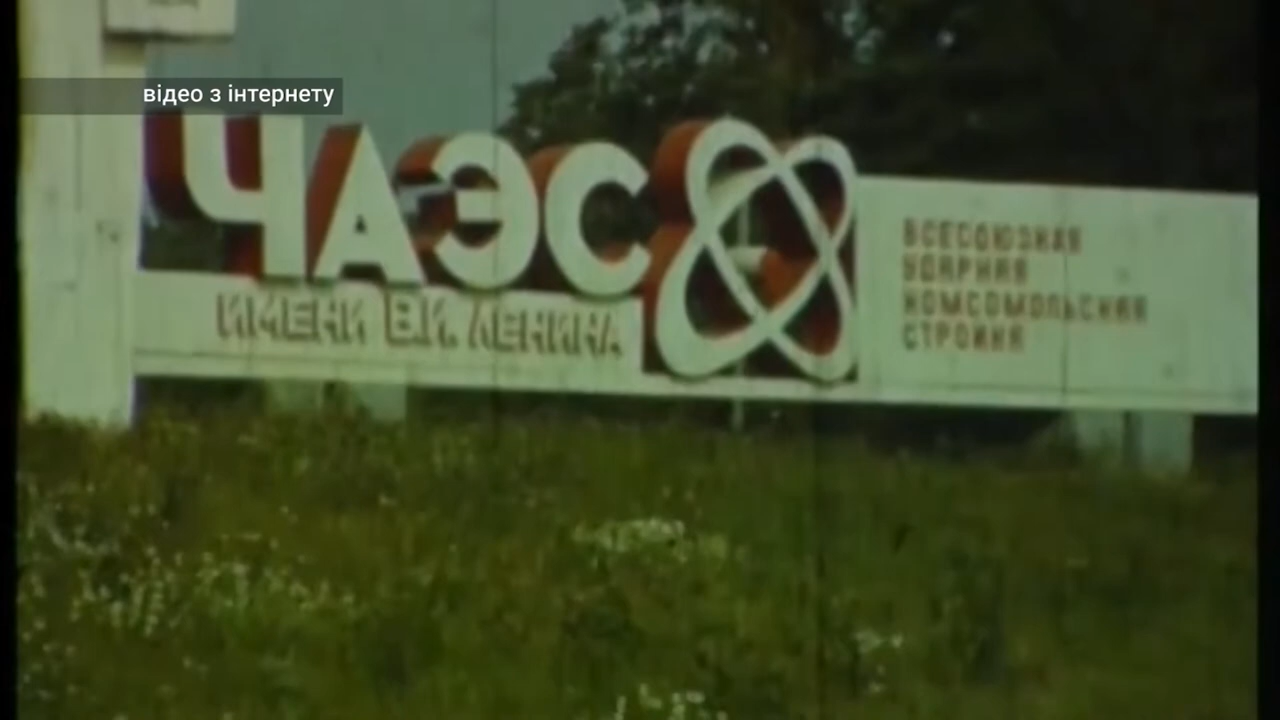 відео з інтернету
ЧАЭС
ИМЕНИ В.И. ЛЕНИНА
ВСЕСОЮЗНАЯ
УДАРНАЯ
КОМСОМОЛЬСКАЯ
СТРОЙКА